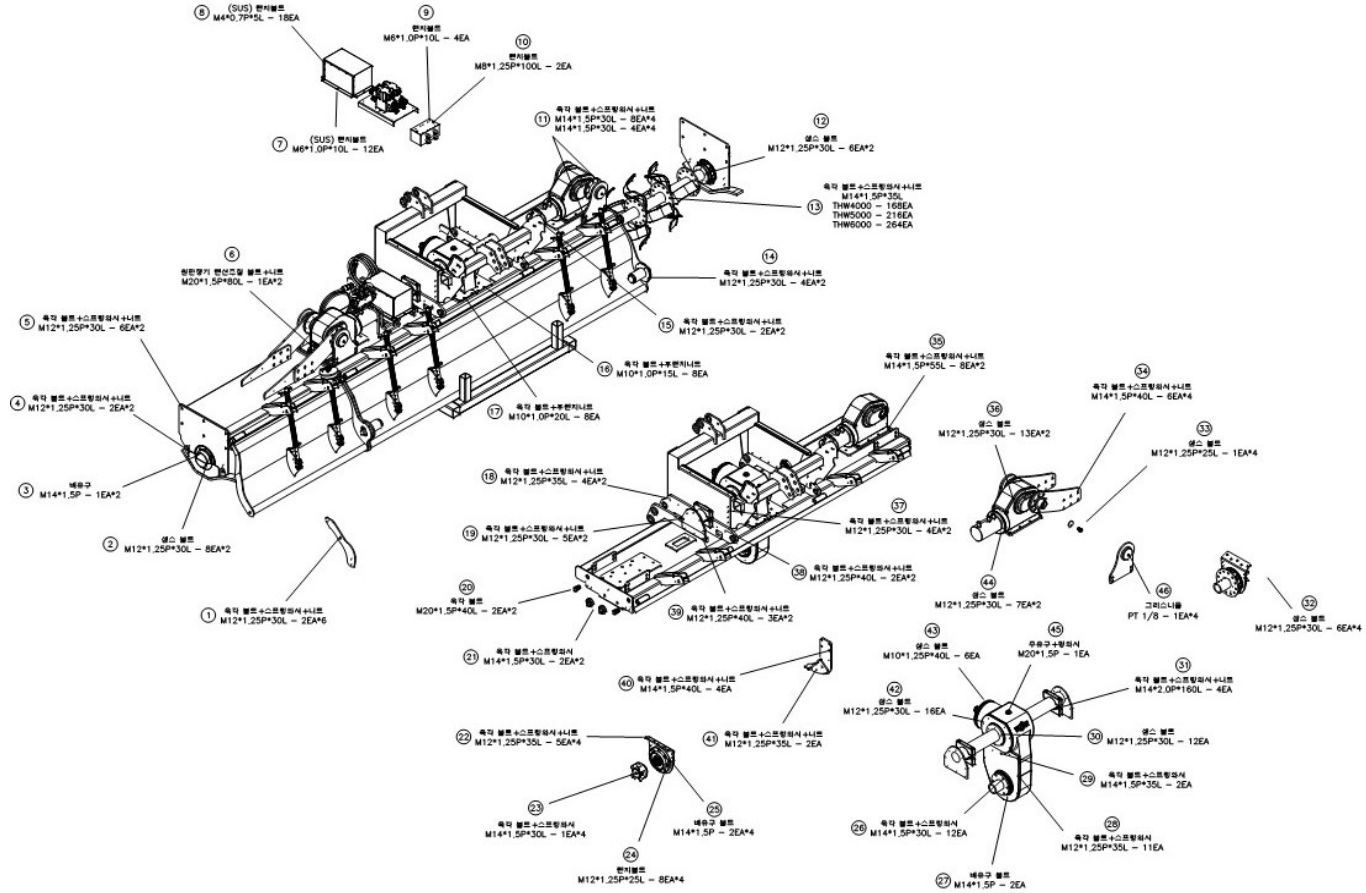 ⑧ (SUS) 렌지볼트
M4*0.7P*5L - 18EA
⑨
렌지볼트
M6*1.0P*10L - 4EA
⑩
렌지볼트
M8*1.25P*100L - 2EA
⑦ (SUS) 렌지볼트
M6*1.0P*10L - 12EA
⑪ 육각 볼트+스프링와셔+너트
M14*1.5P*30L - 8EA*4
M14*1.5P*30L - 4EA*4
⑫
생스 볼트
M12*1.25P*30L - 6EA*2
⑬ 육각 볼트+스프링와셔+너트
M14*1.5P*35L
THW4000 - 168EA
THW5000 - 216EA
THW6000 - 264EA
⑥
원판쟁기 텐션조절 볼트+너트
M20*1.5P*80L - 1EA*2
⑭
육각 볼트+스프링와셔+너트
M12*1.25P*30L - 4EA*2
⑤ 육각 볼트+스프링와셔+너트
M12*1.25P*30L - 6EA*2
⑮ 육각 볼트+스프링와셔+너트
M12*1.25P*30L - 2EA*2
⑯ 육각 볼트+후렌지너트
M10*1.0P*15L - 8EA
⑰ 육각 볼트+후렌지너트
M10*1.0P*20L - 8EA
④ 육각 볼트+스프링와셔+너트
M12*1.25P*30L - 2EA*2
③ 배유구
M14*1.5P - 1EA*2
② 생스 볼트
M12*1.25P*30L - 8EA*2
① 육각 볼트+스프링와셔+너트
M12*1.25P*30L - 2EA*6
㉟
육각 볼트+스프링와셔+너트
M14*1.5P*55L - 8EA*2
㉞
육각 볼트+스프링와셔+너트
M14*1.5P*40L - 6EA*4
㊱
생스 볼트
M12*1.25P*30L - 13EA*2
㉝
생스 볼트
M12*1.25P*25L - 1EA*4
⑱ 육각 볼트+스프링와셔+너트
M12*1.25P*35L - 4EA*2
⑲ 육각 볼트+스프링와셔+너트
M12*1.25P*30L - 5EA*2
㊲
육각 볼트+스프링와셔+너트
M12*1.25P*30L - 4EA*2
㊳ 육각 볼트+스프링와셔+너트
M12*1.25P*40L - 2EA*2
⑳
육각 볼트
M20*1.5P*40L - 2EA*2
㊴ 육각 볼트+스프링와셔+너트
M12*1.25P*40L - 3EA*2
㊹
생스 볼트
M12*1.25P*30L - 7EA*2
㊻
그리스니플
PT 1/8 - 1EA*4
㉜
생스 볼트
M12*1.25P*30L - 6EA*4
㉑ 육각 볼트+스프링와셔
M14*1.5P*30L - 2EA*2
㊵ 육각 볼트+스프링와셔+너트
M14*1.5P*40L - 4EA
㊶ 육각 볼트+스프링와셔+너트
M12*1.25P*35L - 2EA
㊸
생스 볼트
M10*1.25P*40L - 6EA
㊺
주유구+링와셔
M20*1.5P - 1EA
㉛
육각 볼트+스프링와셔+너트
M14*2.0P*160L - 4EA
㊷
생스 볼트
M12*1.25P*30L - 16EA
㉚ 생스 볼트
M12*1.25P*30L - 12EA
㉙ 육각 볼트+스프링와셔
M14*1.5P*35L - 2EA
㉒ 육각 볼트+스프링와셔+너트
M12*1.25P*35L - 5EA*4
㉓
육각 볼트+스프링와셔
M14*1.5P*30L - 1EA*4
㉕
배유구 볼트
M14*1.5P - 2EA*4
㉔
렌지볼트
M12*1.25P*25L - 8EA*4
㉖ 육각 볼트+스프링와셔
M14*1.5P*30L - 12EA
㉘
육각 볼트+스프링와셔
M12*1.25P*35L - 11EA
㉗ 배유구 볼트
M14*1.5P - 2EA